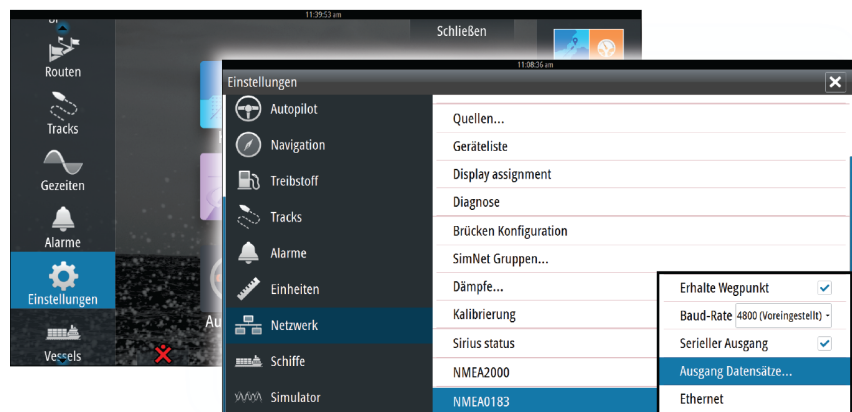 11:39:53 am
Schließen
Routen
Tracks
Gezeiten
Alarme
Einstellungen
Vessels
Au
11:08:36 am
Einstellungen
Autopilot
Navigation
Treibstoff
Tracks
Alarme
Einheiten
Netzwerk
Schiffe
Simulator
Quellen...
Geräteliste
Display assignment
Diagnose
Brücken Konfiguration
SimNet Gruppen...
Dämpfe...
Kalibrierung
Sirius status
NMEA2000
NMEA0183
Erhalte Wegpunkt
Baud-Rate 4800 (Voreingestellt)
Serieller Ausgang
Ausgang Datensätze...
Ethernet